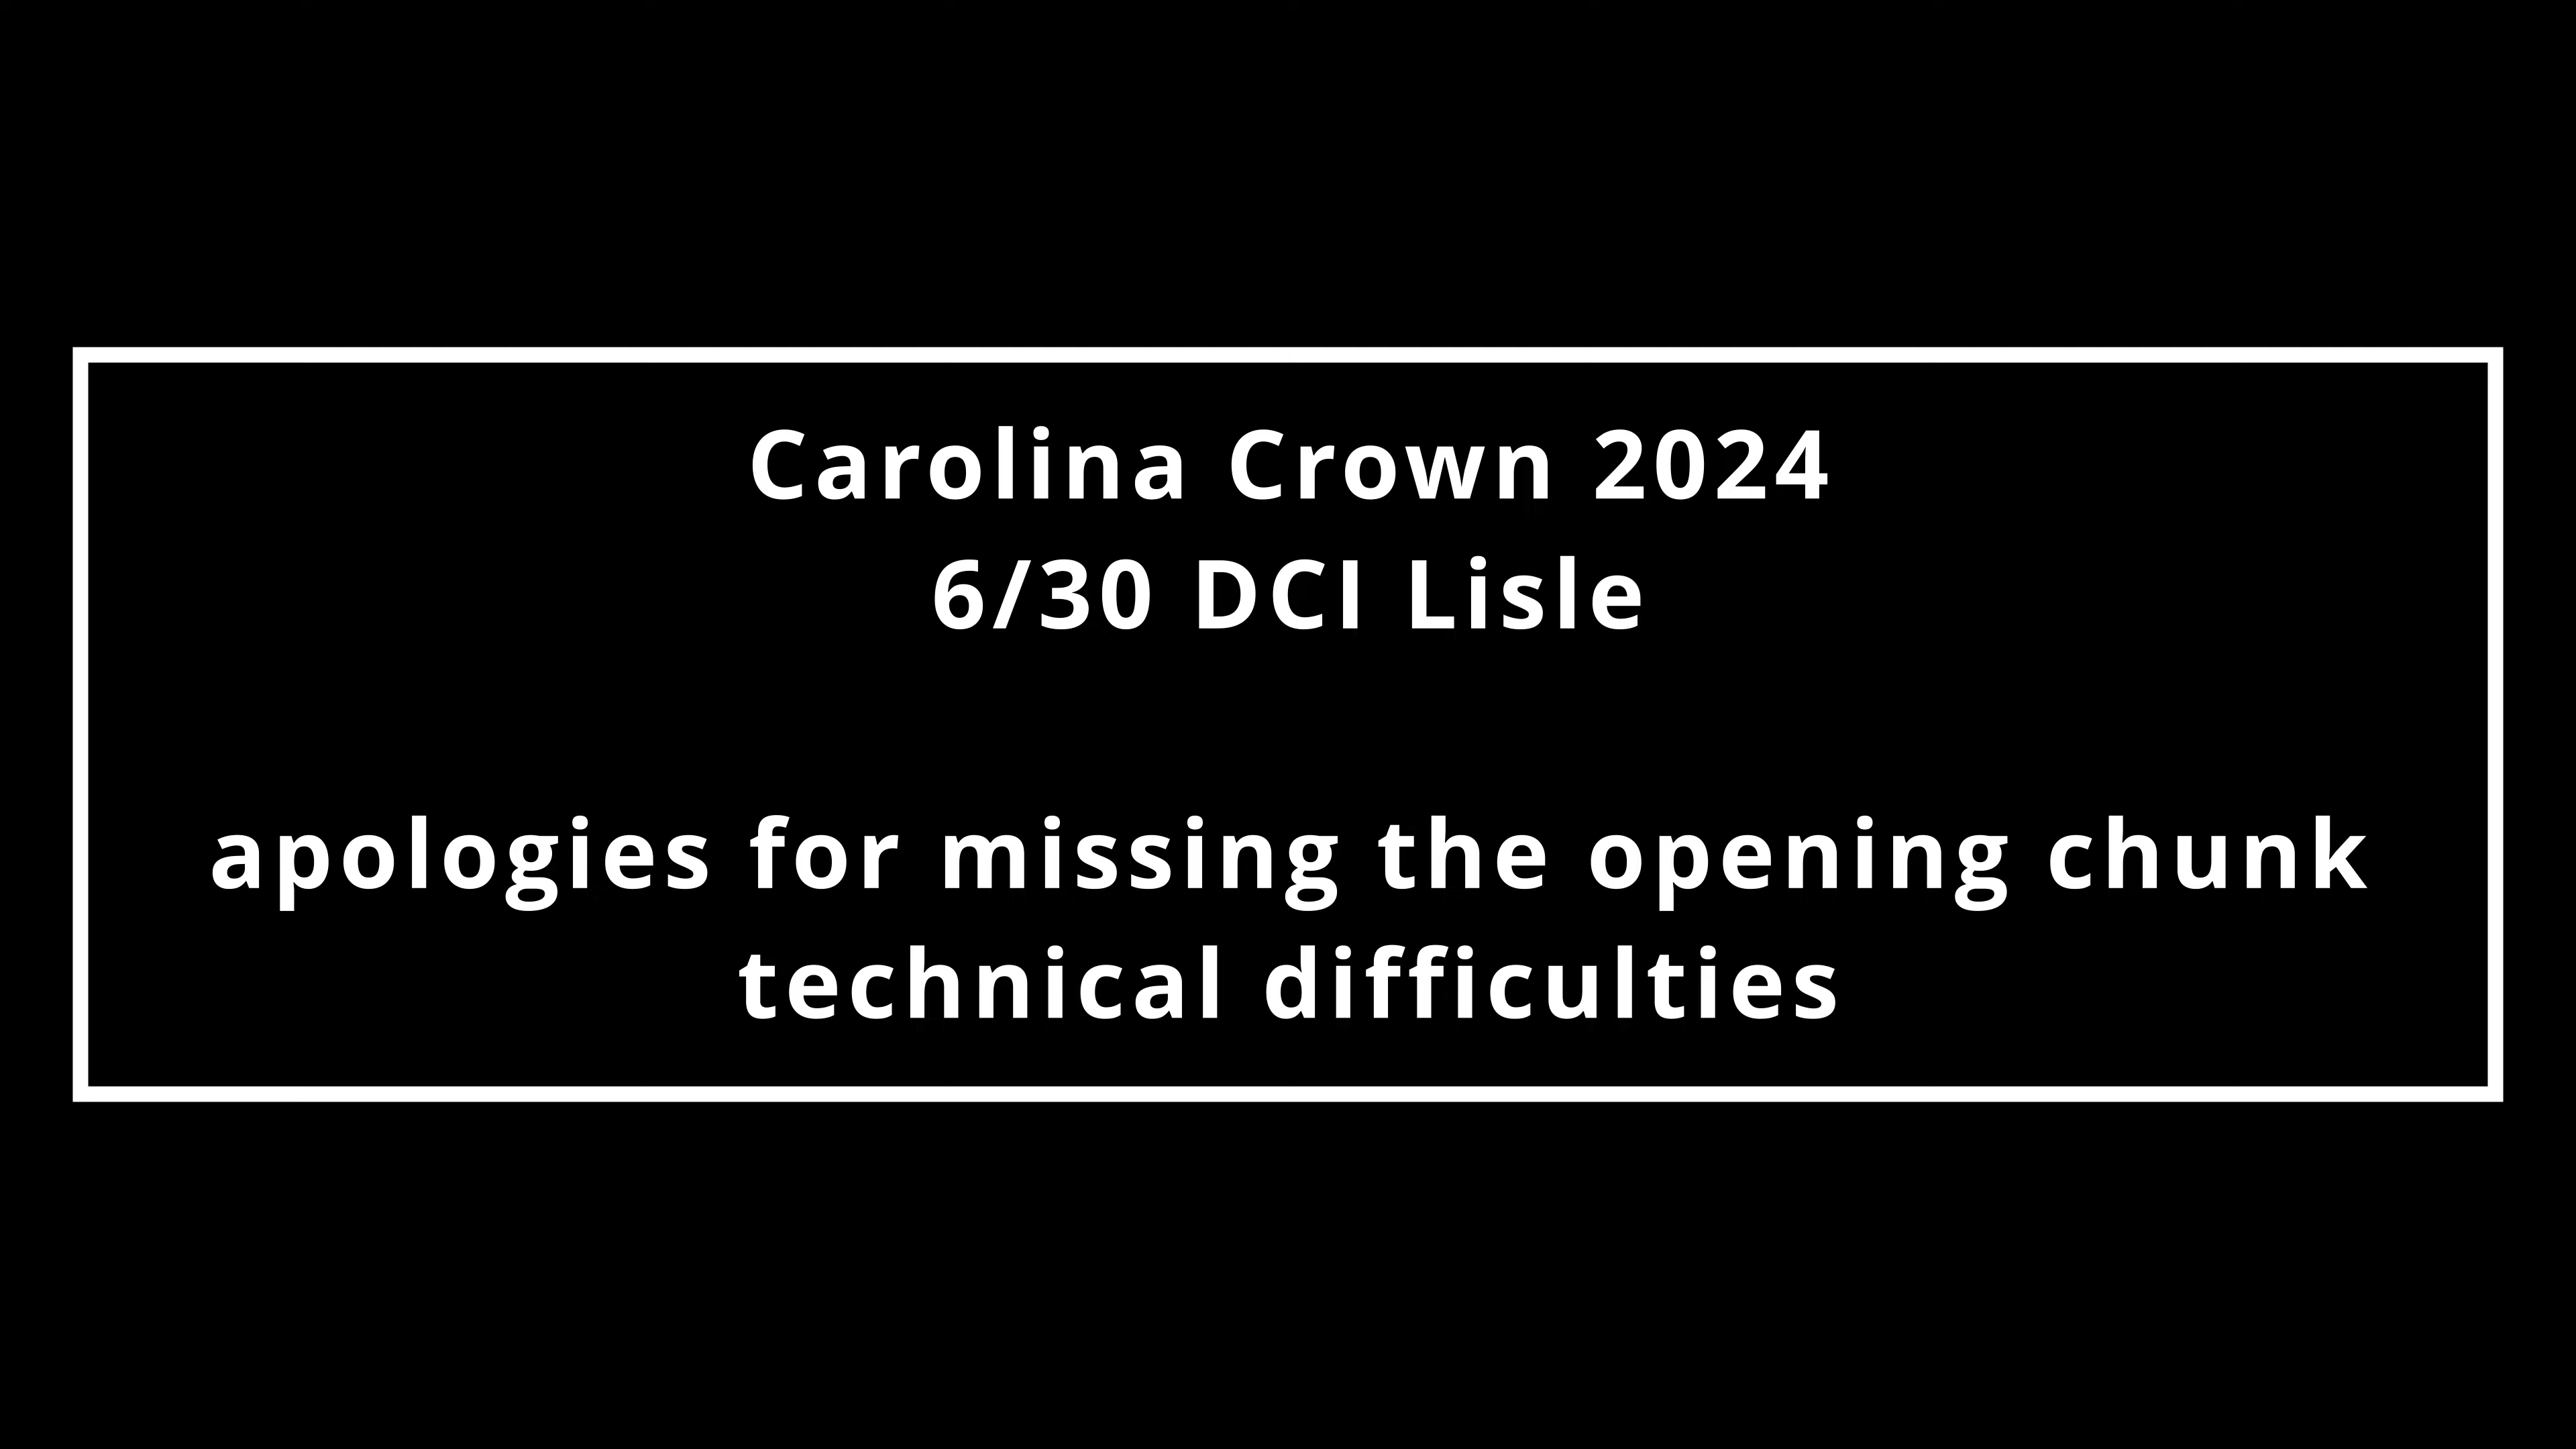 Carolina Crown 2024
6/30 DCI Lisle
apologies for missing the opening chunk
technical difficulties